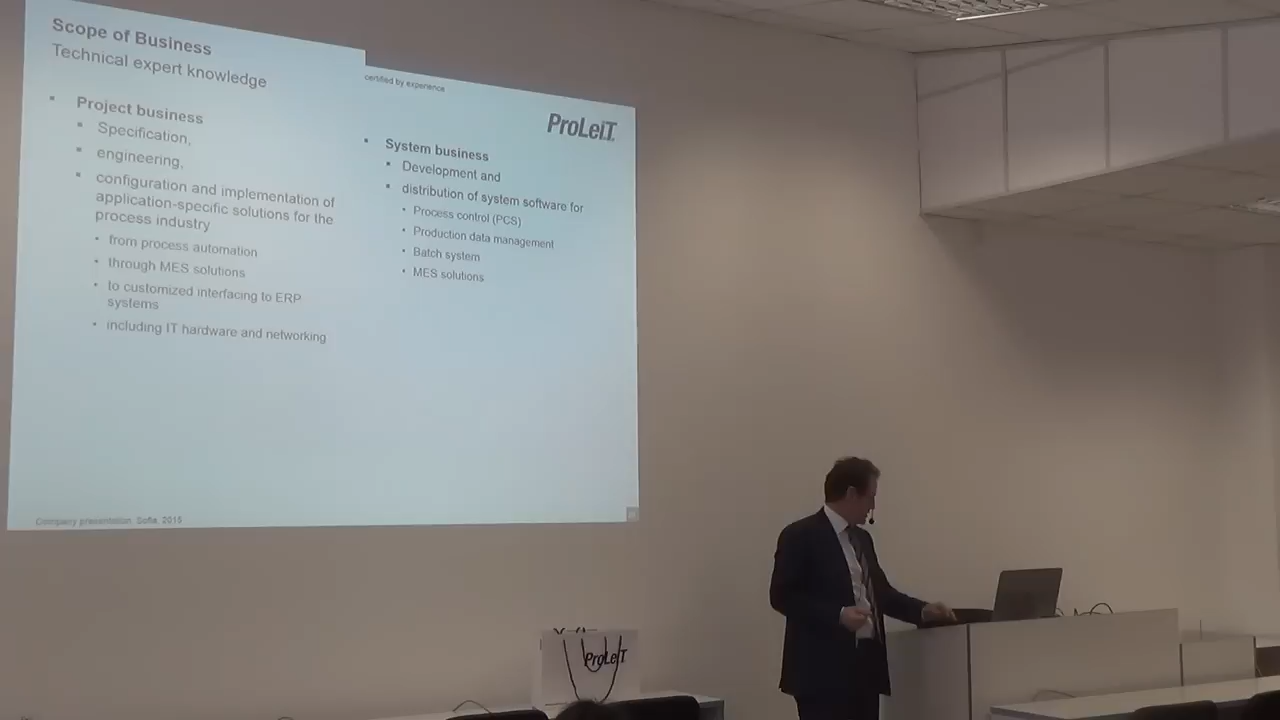 Scope of Business
Technical expert knowledge
certified by experience
ProLeiT
Project business
Specification,
engineering,
configuration and implementation of
application-specific solutions for the
process industry
from process automation
through MES solutions
to customized interfacing to ERP
systems
including IT hardware and networking
System business
Development and
distribution of system software for
Process control (PCS)
Production data management
Batch system
MES solutions
Company presentation, Sofia, 2015
ProLeiT